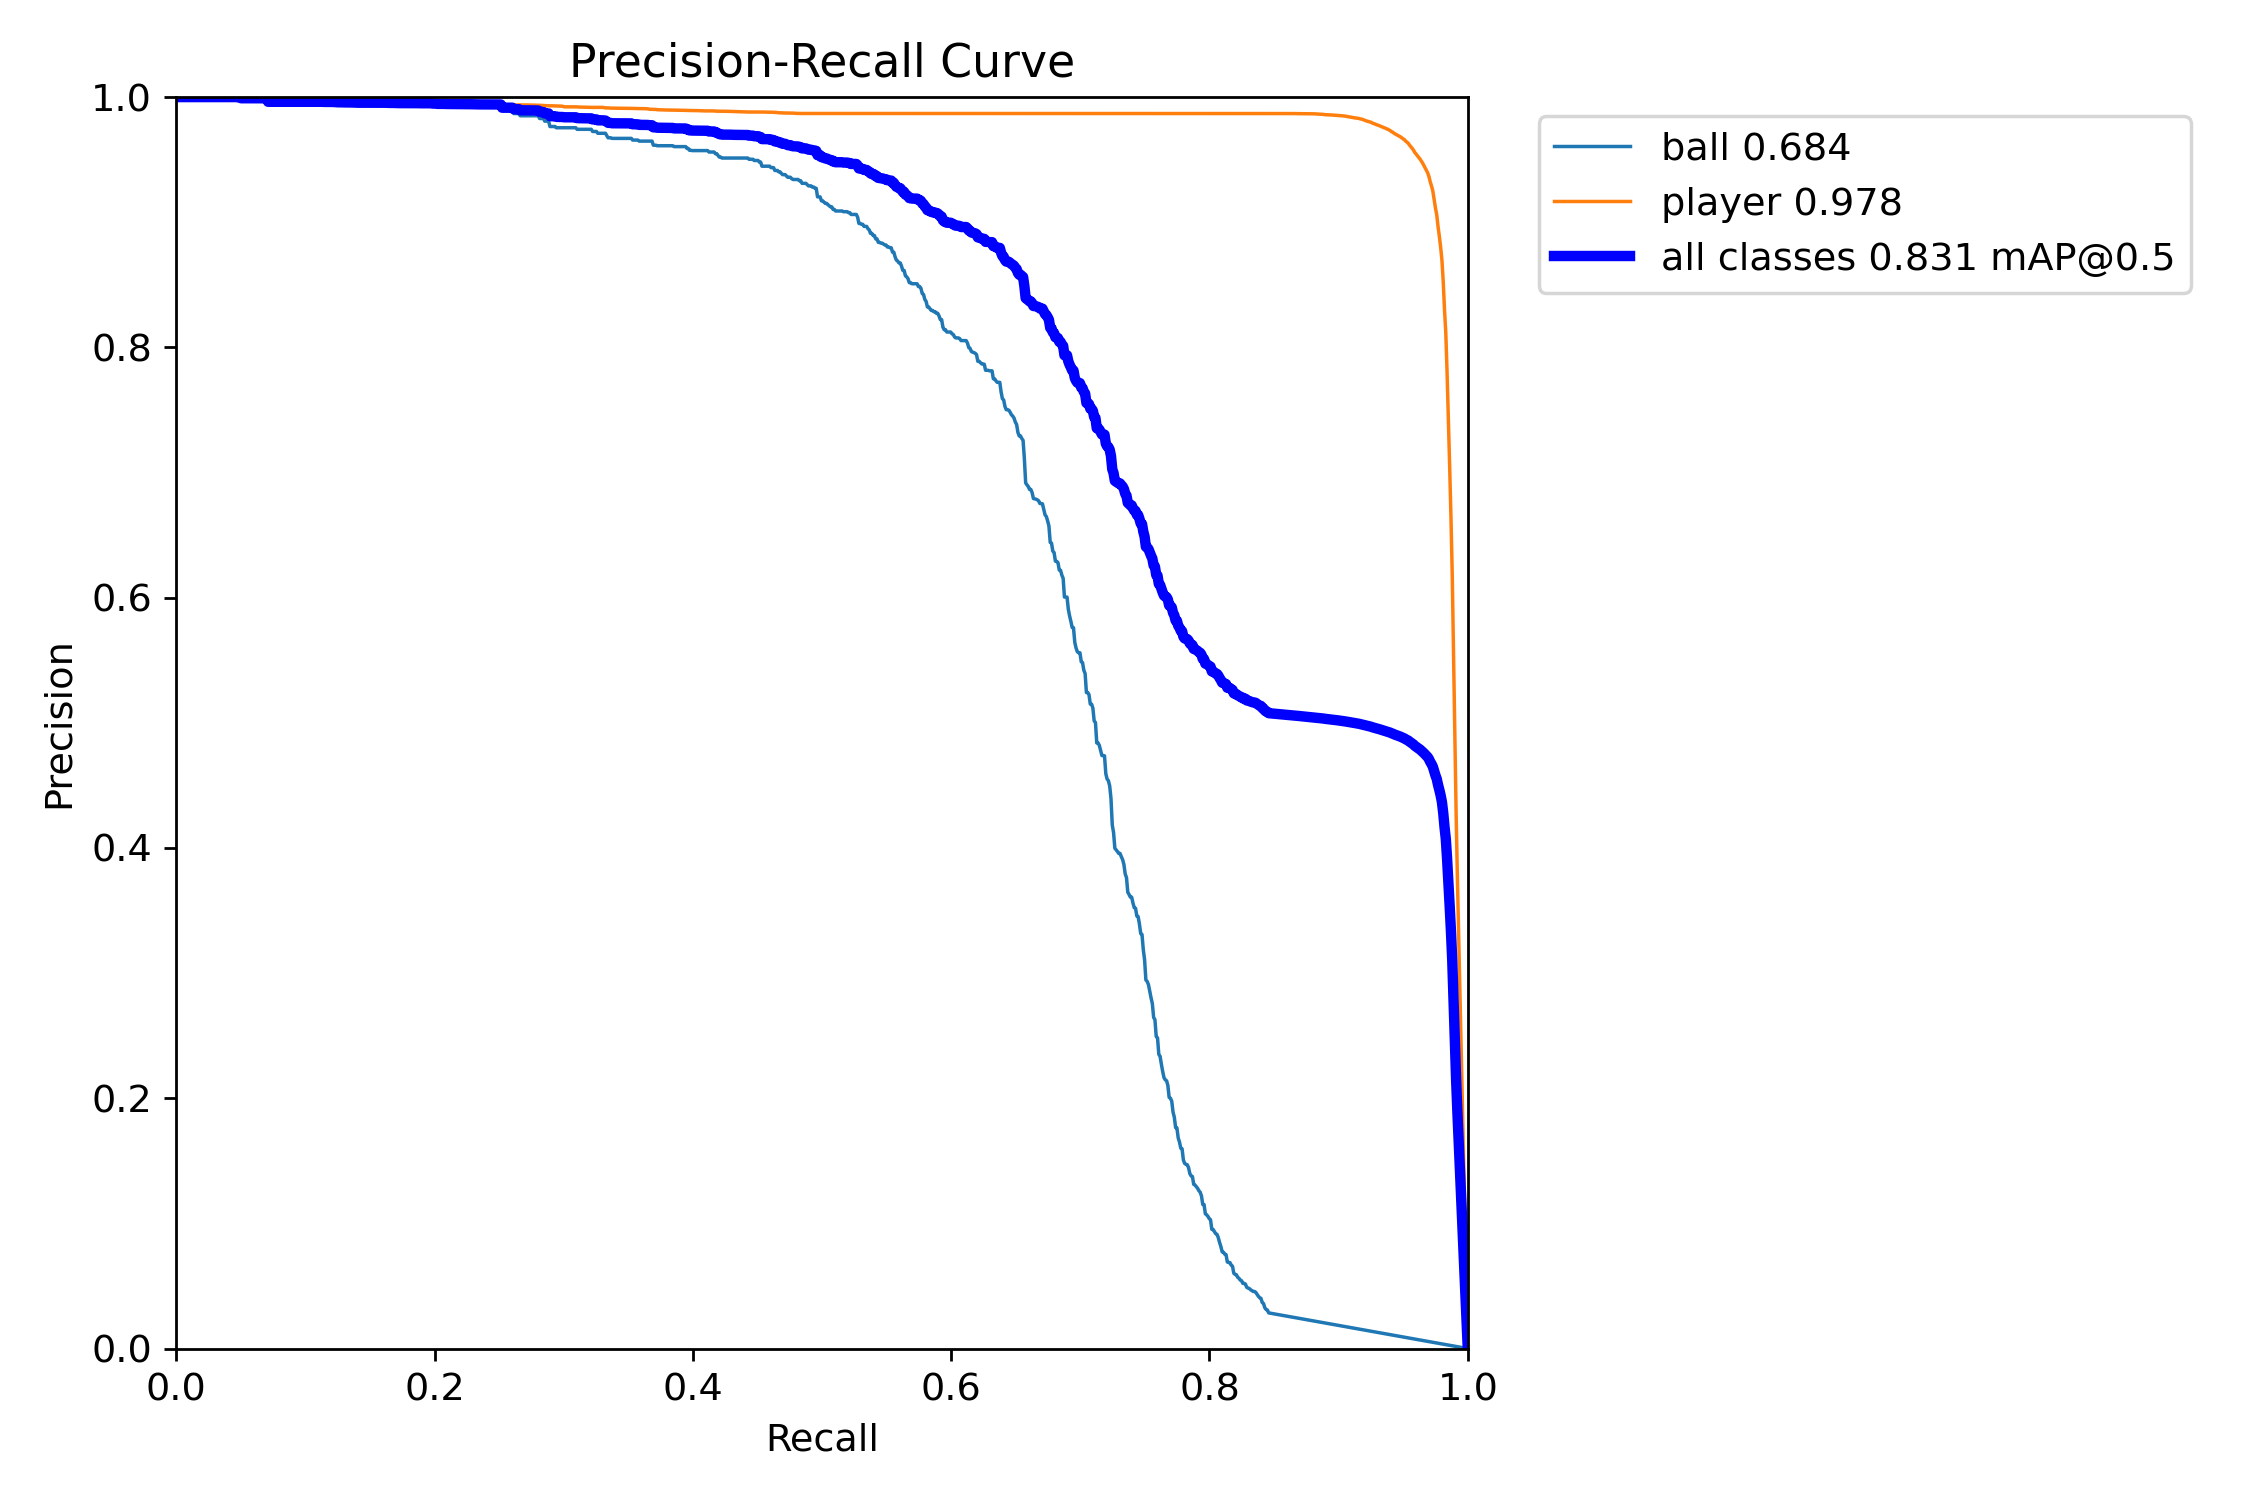 Precision-Recall Curve
1.0
0.8
0.6
0.4
0.2
0.0
Precision
0.0 0.2 0.4 0.6 0.8 1.0
Recall
ball 0.684
player 0.978
all classes 0.831 mAP@0.5